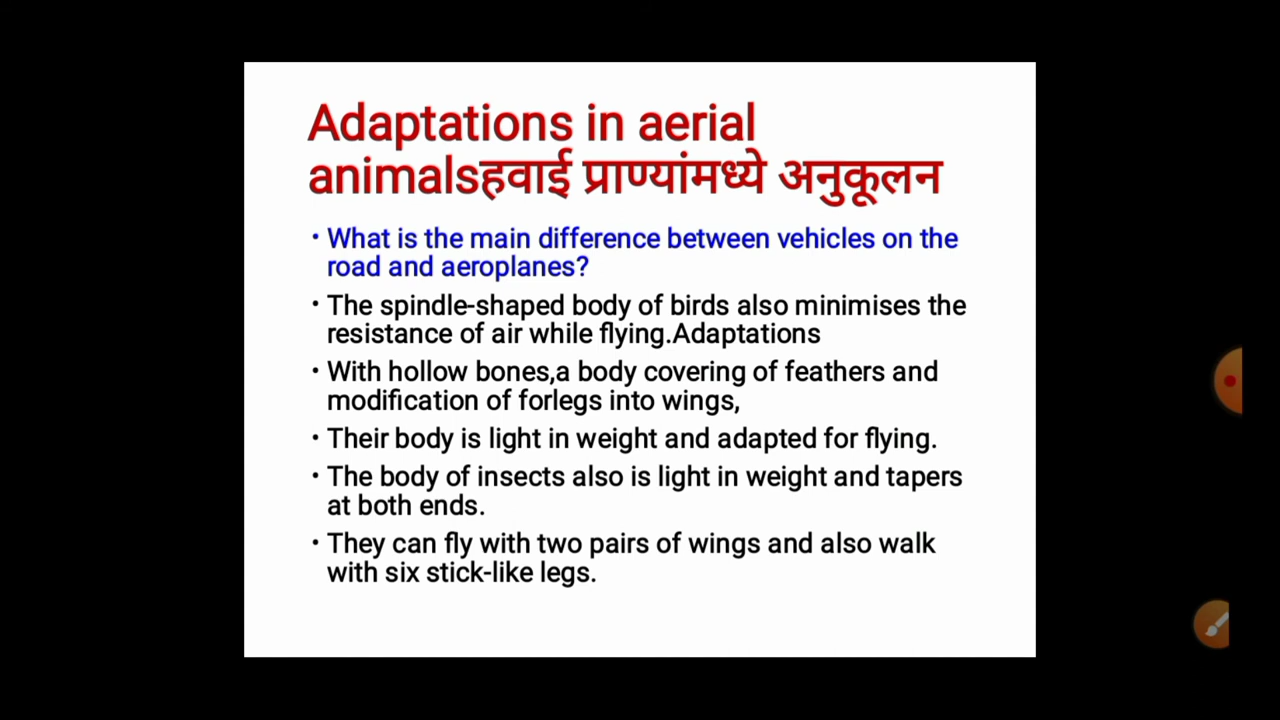 Adaptations in aerial
animalsहवाई प्राण्यांमध्ये अनुकूलन
• What is the main difference between vehicles on the
road and aeroplanes?
• The spindle-shaped body of birds also minimises the
resistance of air while flying.Adaptations
• With hollow bones,a body covering of feathers and
modification of forlegs into wings,
• Their body is light in weight and adapted for flying.
• The body of insects also is light in weight and tapers
at both ends.
• They can fly with two pairs of wings and also walk
with six stick-like legs.